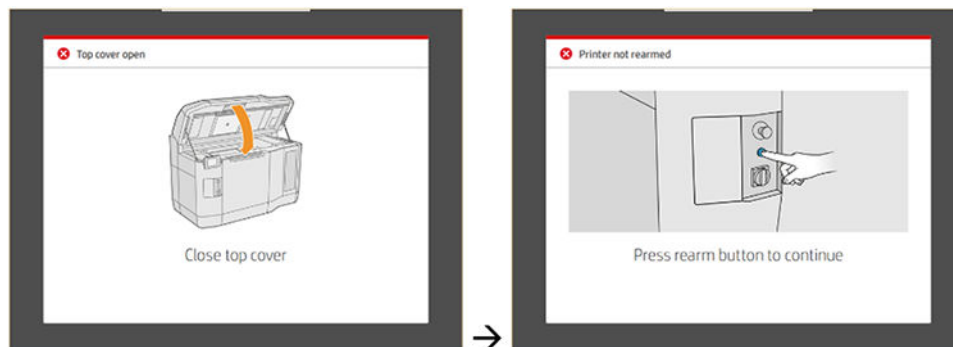 Top cover open
Close top cover
Printer not rearmed
Press rearm button to continue